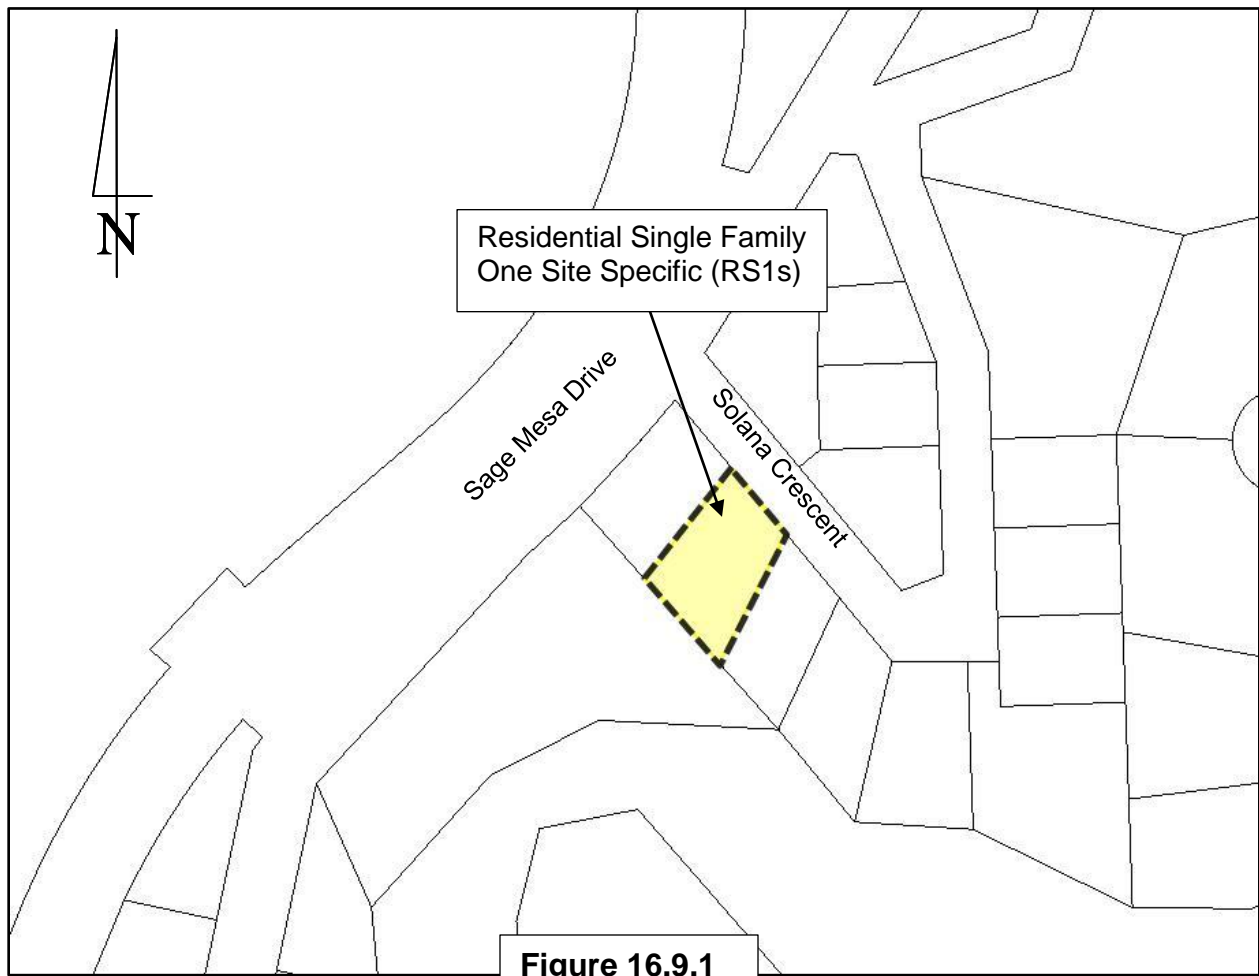 N
Residential Single Family
One Site Specific (RS1s)
Sage Mesa Drive
Solana Crescent
Figure 16.9.1